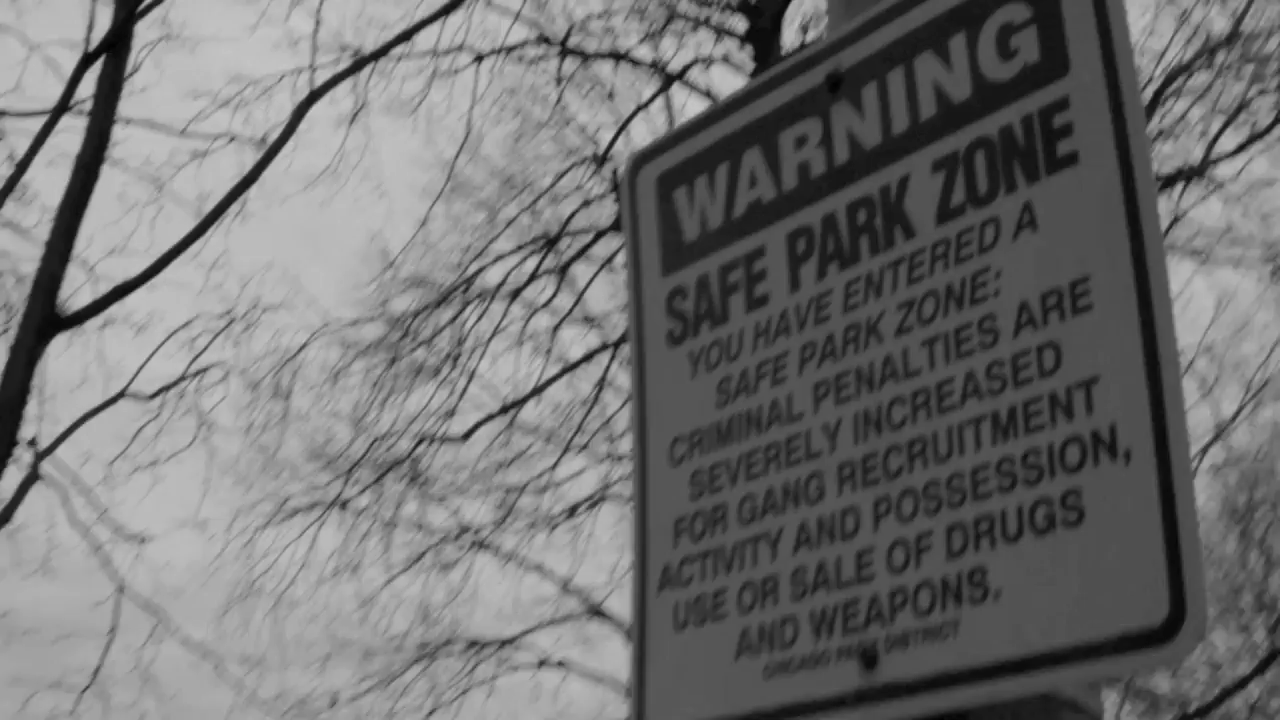 WARNING
SAFE PARK ZONE
YOU HAVE ENTERED A
SAFE PARK ZONE:
CRIMINAL PENALTIES ARE
SEVERELY INCREASED
FOR GANG RECRUITMENT
ACTIVITY AND POSSESSION,
USE OR SALE OF DRUGS
AND WEAPONS.
CHICAGO PARK DISTRICT